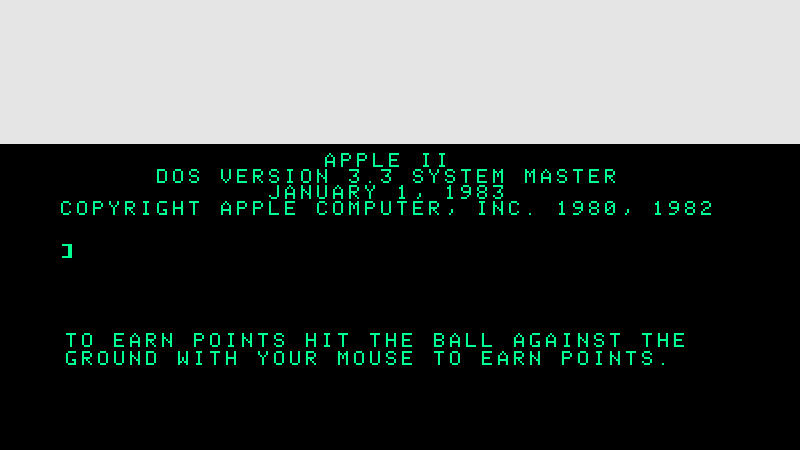 APPLE II
DOS VERSION 3.3 SYSTEM MASTER
JANUARY 1, 1983
COPYRIGHT APPLE COMPUTER, INC. 1980, 1982
]
TO EARN POINTS HIT THE BALL AGAINST THE
GROUND WITH YOUR MOUSE TO EARN POINTS.